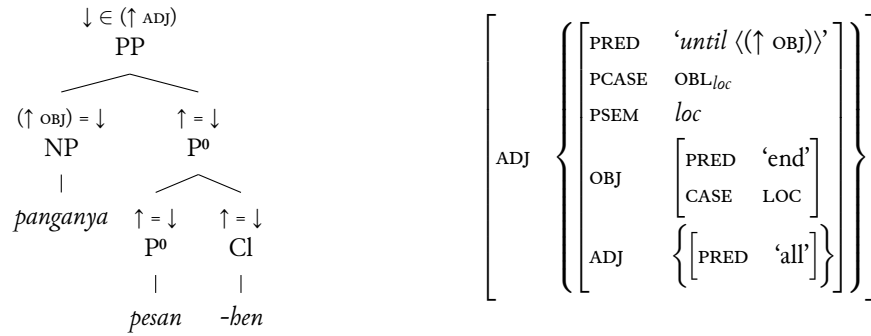 ↓ ∈ (↑ ADJ)
PP
(↑ OBJ) = ↓ ↑ = ↓
NP P⁰
panganya ↑ = ↓ ↑ = ↓
P⁰ Cl
pesan -hen
ADJ
PRED ‘until ⟨(↑ OBJ)⟩’
PCASE OBL_loc
PSEM loc
OBJ
PRED ‘end’
CASE LOC
ADJ {[PRED ‘all’]}